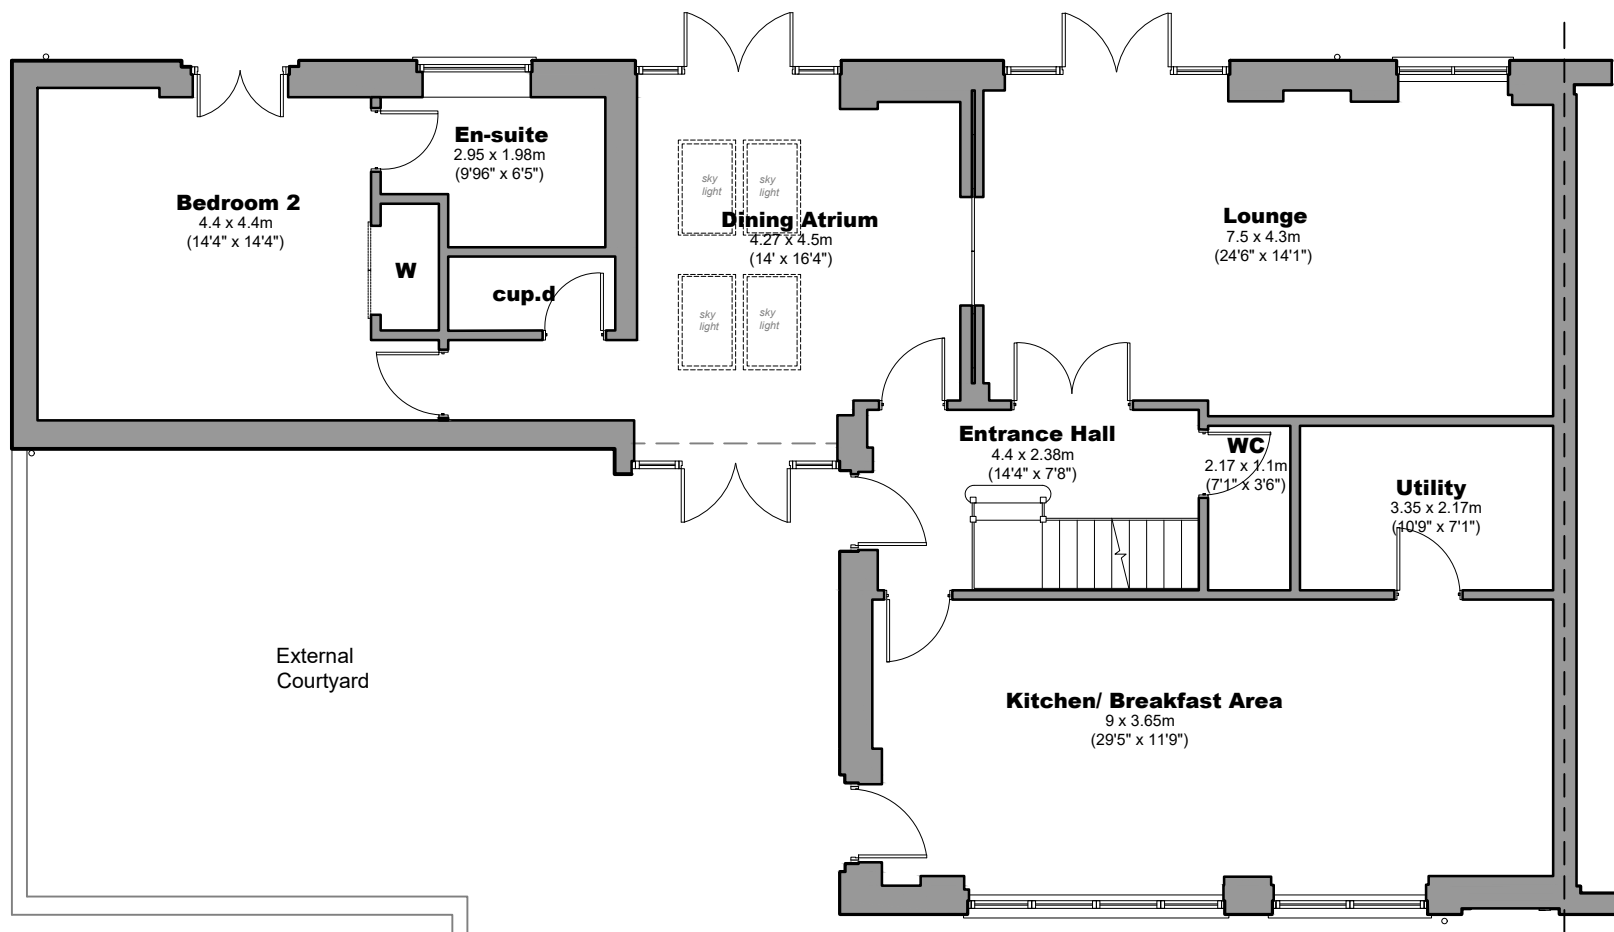 En-suite
2.95 x 1.98m
(9'96" x 6'5")
Bedroom 2
4.4 x 4.4m
(14'4" x 14'4")
W
cup.d
sky
light
sky
light
sky
light
sky
light
Dining Atrium
4.27 x 4.5m
(14' x 16'4")
Lounge
7.5 x 4.3m
(24'6" x 14'1")
Entrance Hall
4.4 x 2.38m
(14'4" x 7'8")
WC
2.17 x 1.1m
(7'1" x 3'6")
Utility
3.35 x 2.17m
(10'9" x 7'1")
External
Courtyard
Kitchen/ Breakfast Area
9 x 3.65m
(29'5" x 11'9")